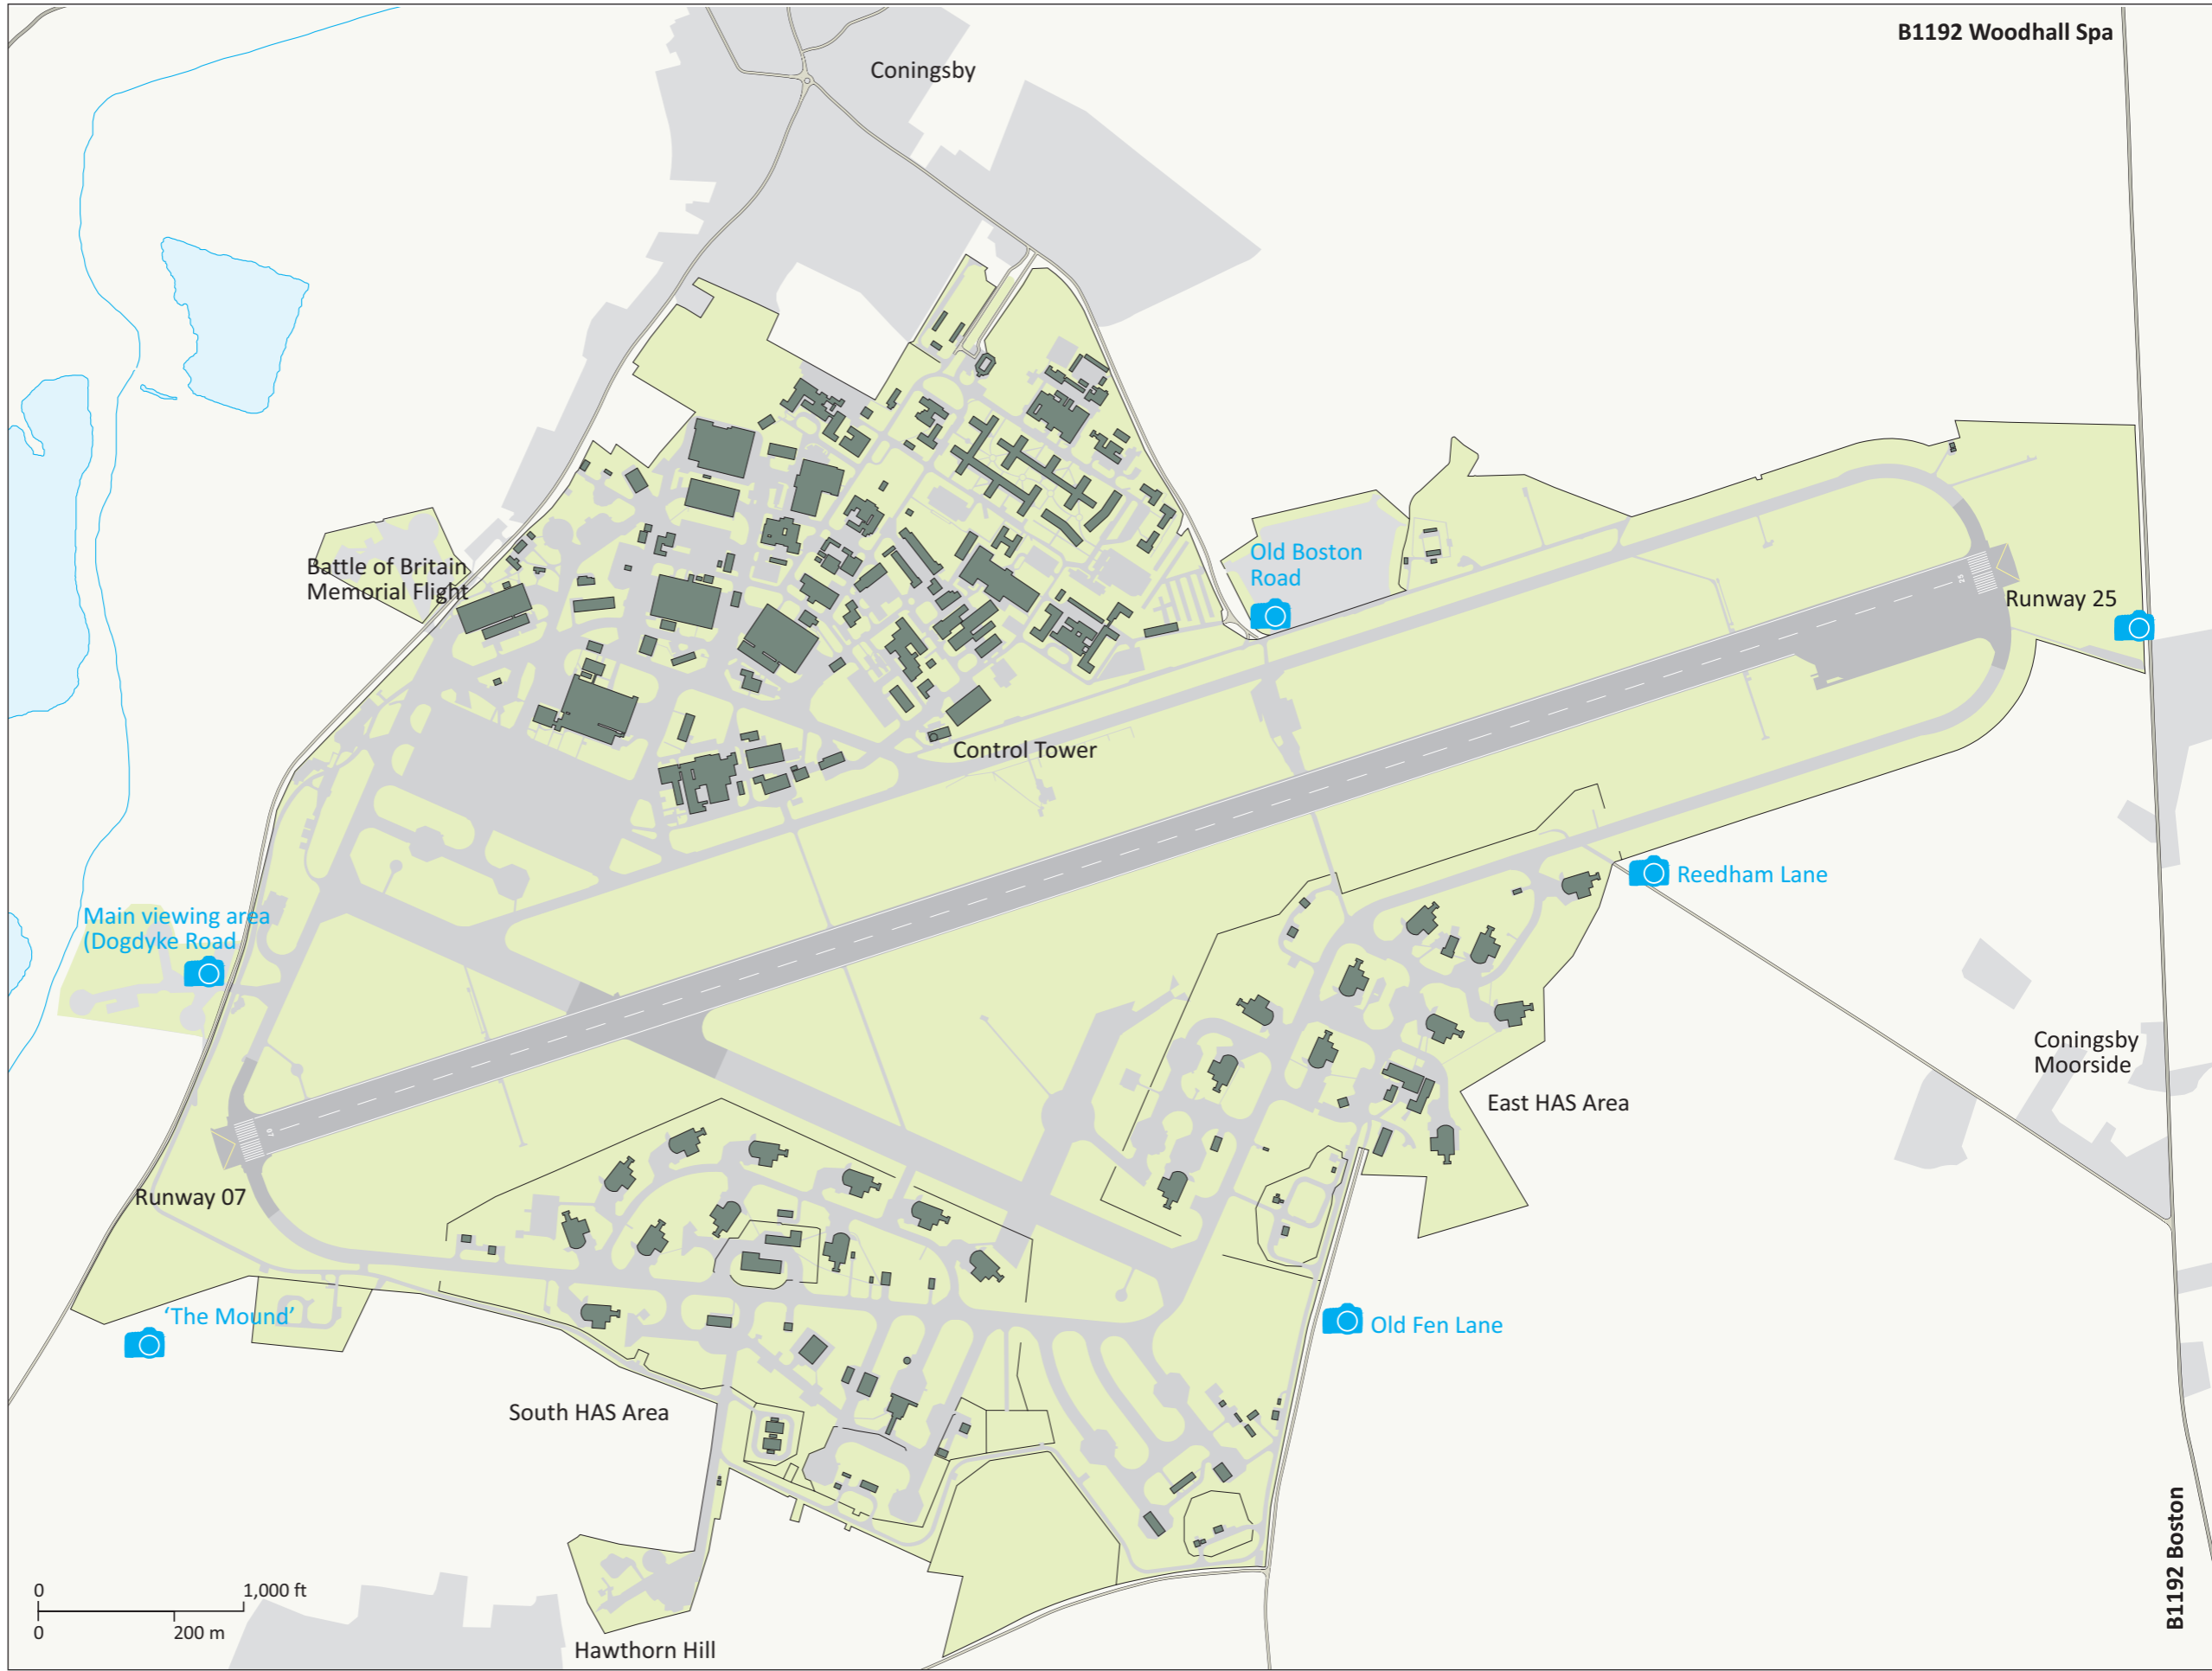 B1192 Woodhall Spa
Coningsby
Old Boston
Road
Battle of Britain
Memorial Flight
Runway 25
25
Control Tower
Reedham Lane
Main viewing area
(Dogdyke Road
Coningsby
Moorside
East HAS Area
07
Runway 07
'The Mound'
Old Fen Lane
South HAS Area
B1192 Boston
0 1,000 ft
0 200 m
Hawthorn Hill